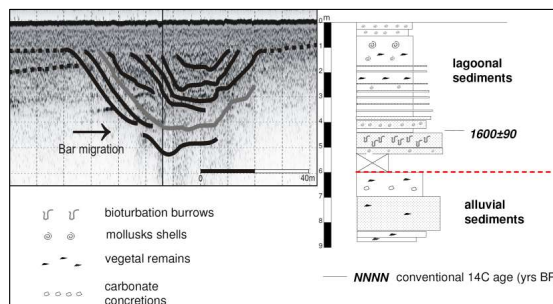 Bar migration
0 40m
0m
1
2
3
4
5
6
7
8
9
lagoonal
sediments
1600±90
alluvial
sediments
bioturbation burrows
mollusks shells
vegetal remains
carbonate
concretions
NNNN conventional 14C age (yrs BP